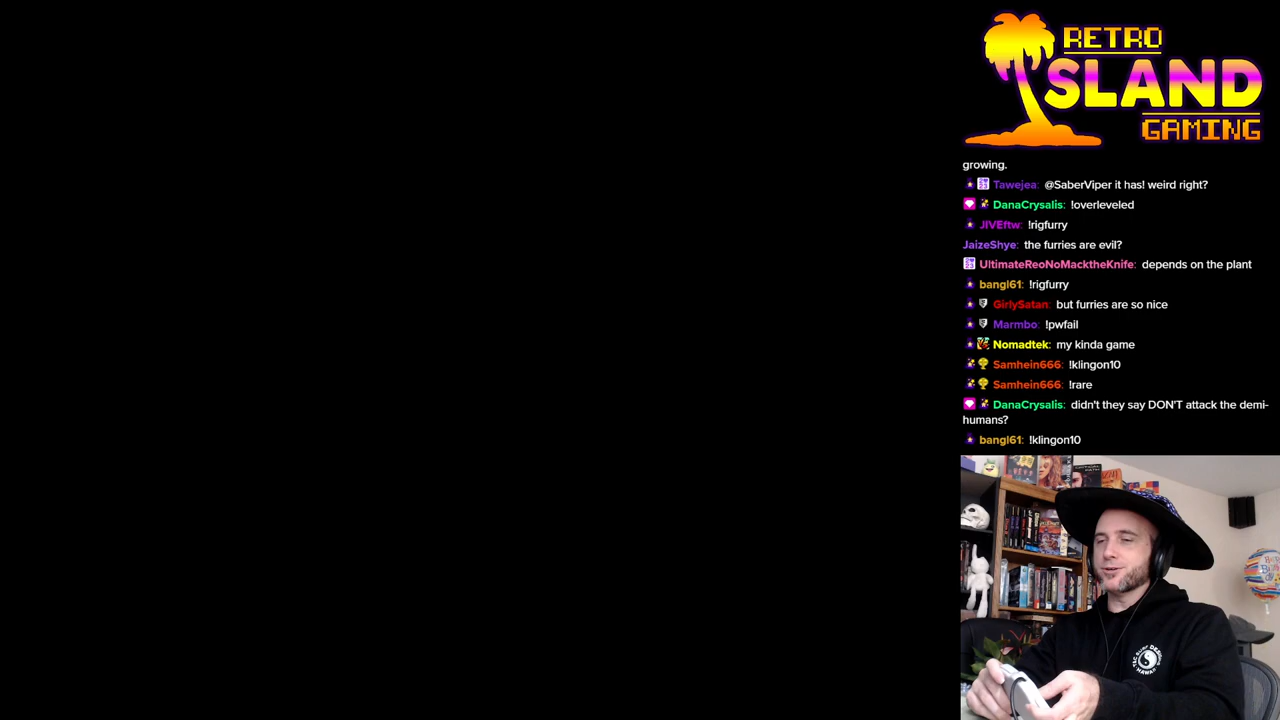 RETRO
ISLAND
GAMING
growing.
Tawejea: @SaberViper it has! weird right?
DanaCrysalis: !overleveled
JIVEftw: !rigfurry
JaizeShye: the furries are evil?
UltimateReoNoMacktheKnife: depends on the plant
bangl61: !rigfurry
GirlySatan: but furries are so nice
Marmbo: !pwfail
Nomadtek: my kinda game
Samhein666: !klingon10
Samhein666: !rare
DanaCrysalis: didn't they say DON'T attack the demi-
humans?
bangl61: !klingon10